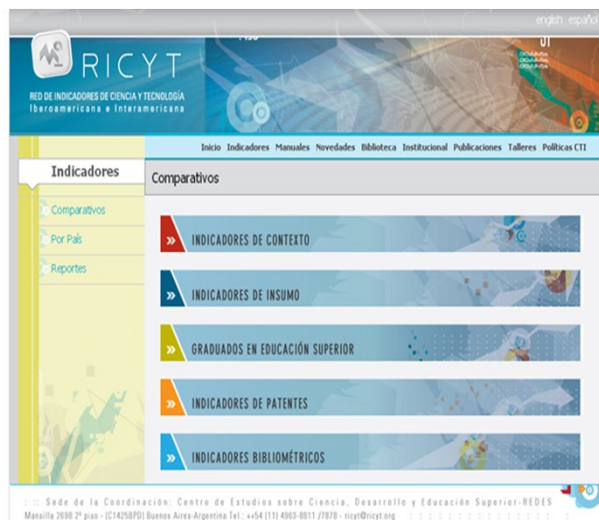 english español
RICYT
RED DE INDICADORES DE CIENCIA Y TECNOLOGÍA
Iberoamericana e Interamericana
Inicio Indicadores Manuales Novedades Biblioteca Institucional Publicaciones Talleres Políticas CTI
Indicadores
Comparativos
Comparativos
Por País
Reportes
INDICADORES DE CONTEXTO
INDICADORES DE INSUMO
GRADUADOS EN EDUCACIÓN SUPERIOR
INDICADORES DE PATENTES
INDICADORES BIBLIOMÉTRICOS
Sede de la Coordinación: Centro de Estudios sobre Ciencia, Desarrollo y Educación Superior-REDES
Mansilla 2698 2º piso - (C1425BPD) Buenos Aires-Argentina Tel.: ++54 (11) 4963-8811 /7878 - ricyt@ricyt.org